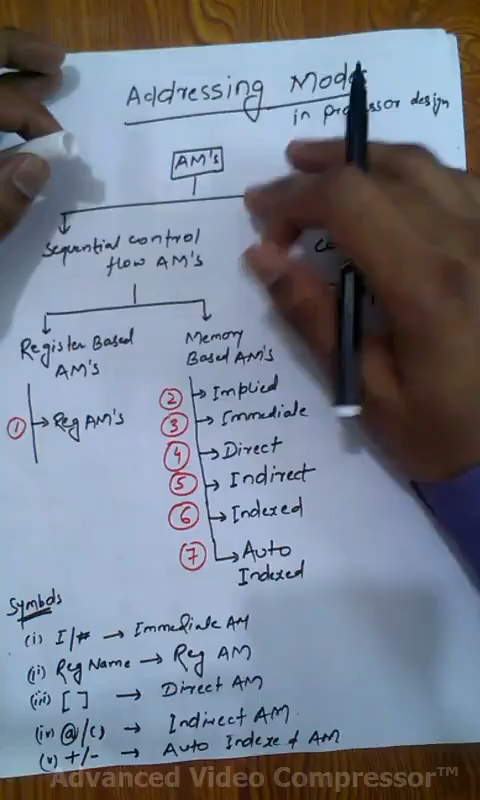 Addressing Modes
in processor design
AM's
Sequential control
flow AM's
Register Based
AM's
Memory
Based AM's
① → Reg AM's
② → Implied
③ → Immediate
④ → Direct
⑤ → Indirect
⑥ → Indexed
⑦ → Auto
Indexed
Symbols
(i) I/# → Immediate AM
(ii) Reg Name → Reg AM
(iii) [ ] → Direct AM
(iv) @/( ) → Indirect AM
(v) +/- → Auto Indexed AM
Advanced Video Compressor™